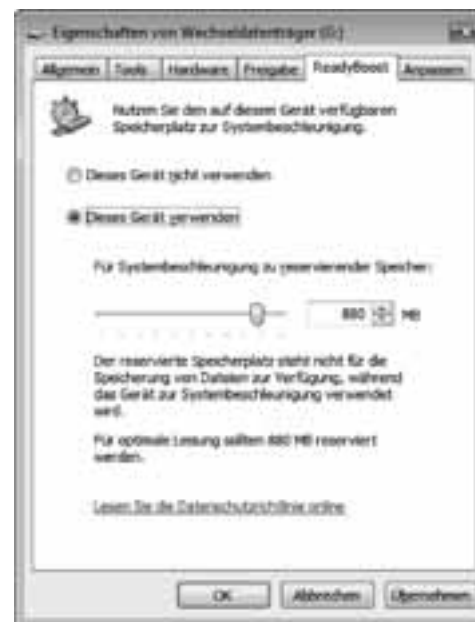 Eigenschaften von Wechseldatenträger (G:)
Allgemein Tools Hardware Freigabe ReadyBoost Anpassen
Nutzen Sie den auf diesem Gerät verfügbaren
Speicherplatz zur Systembeschleunigung.
Dieses Gerät nicht verwenden
Dieses Gerät verwenden
Für Systembeschleunigung zu reservierender Speicher:
880 MB
Der reservierte Speicherplatz steht nicht für die
Speicherung von Dateien zur Verfügung, während
das Gerät zur Systembeschleunigung verwendet
wird.
Für optimale Leistung sollten 880 MB reserviert
werden.
Lesen Sie die Datenschutzrichtlinie online
OK Abbrechen Übernehmen